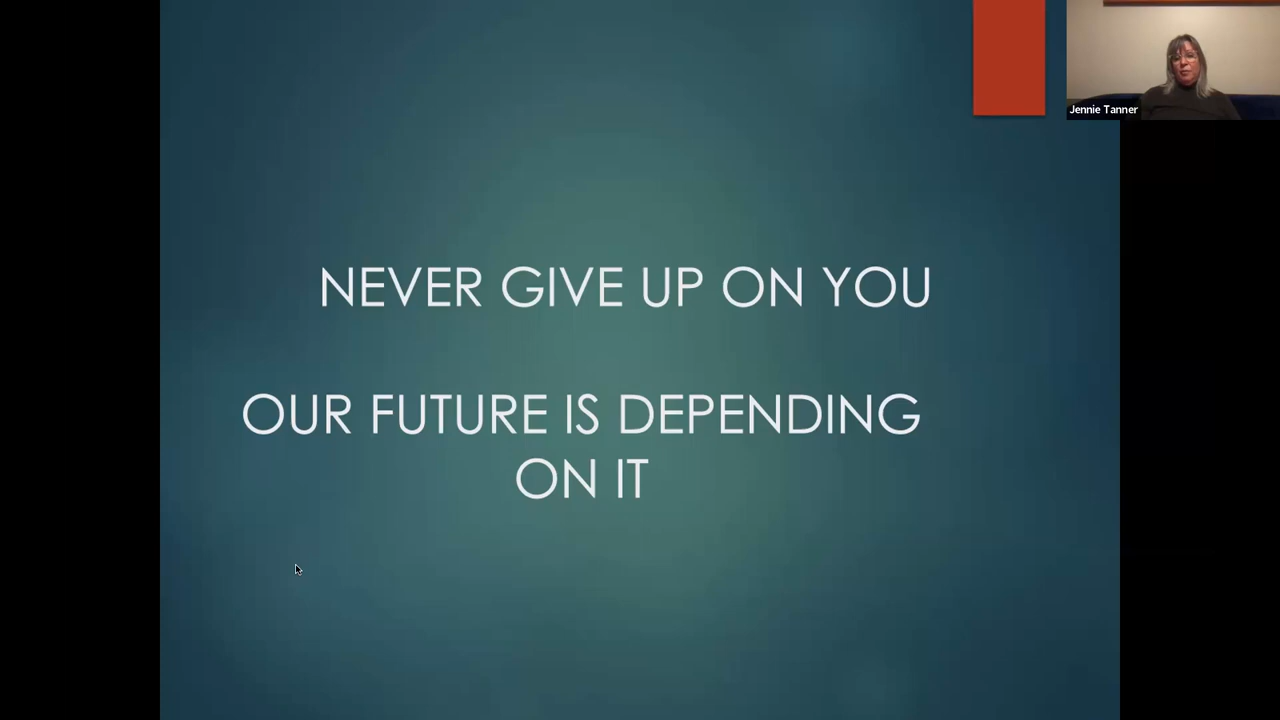 Jennie Tanner
NEVER GIVE UP ON YOU
OUR FUTURE IS DEPENDING
ON IT